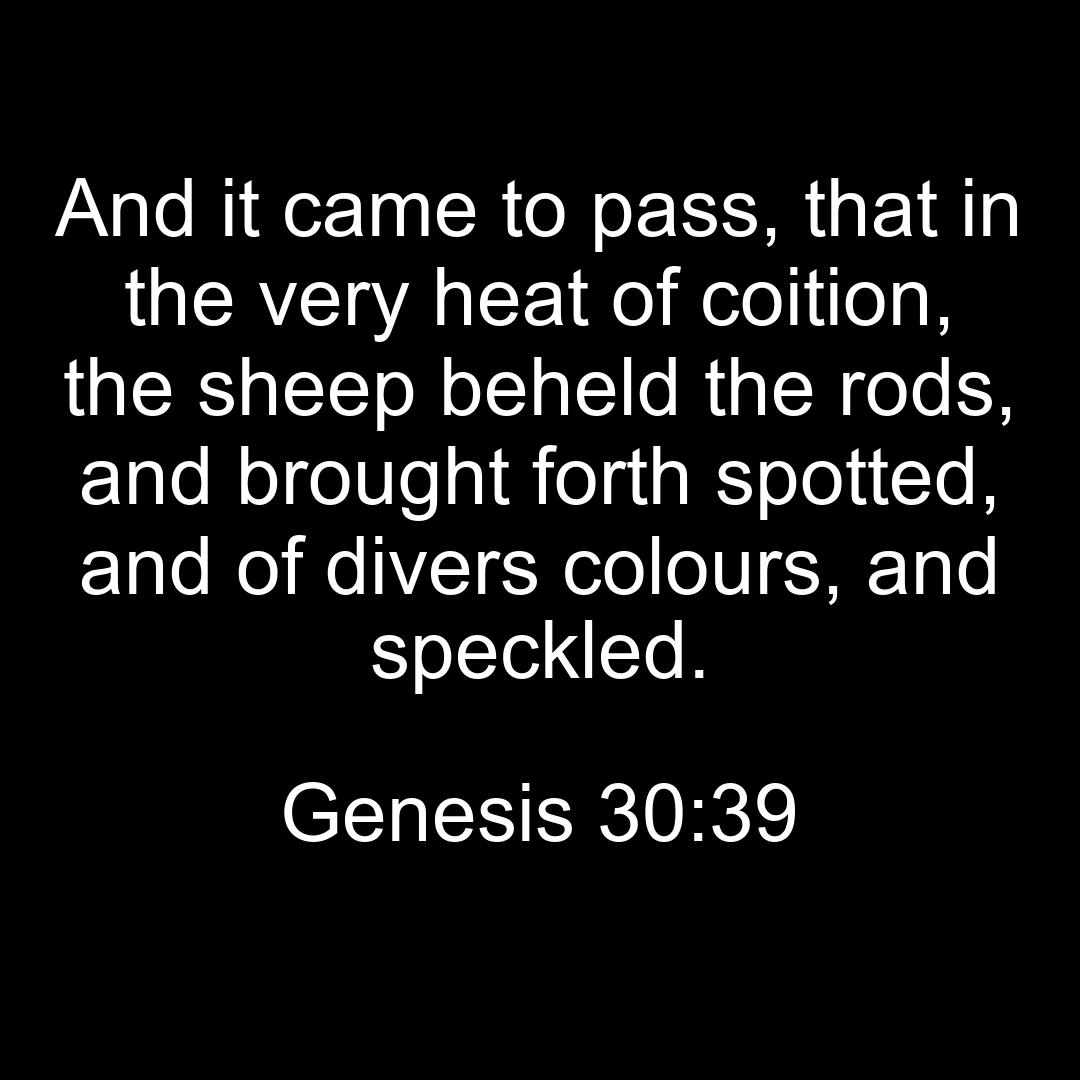 And it came to pass, that in
the very heat of coition,
the sheep beheld the rods,
and brought forth spotted,
and of divers colours, and
speckled.
Genesis 30:39